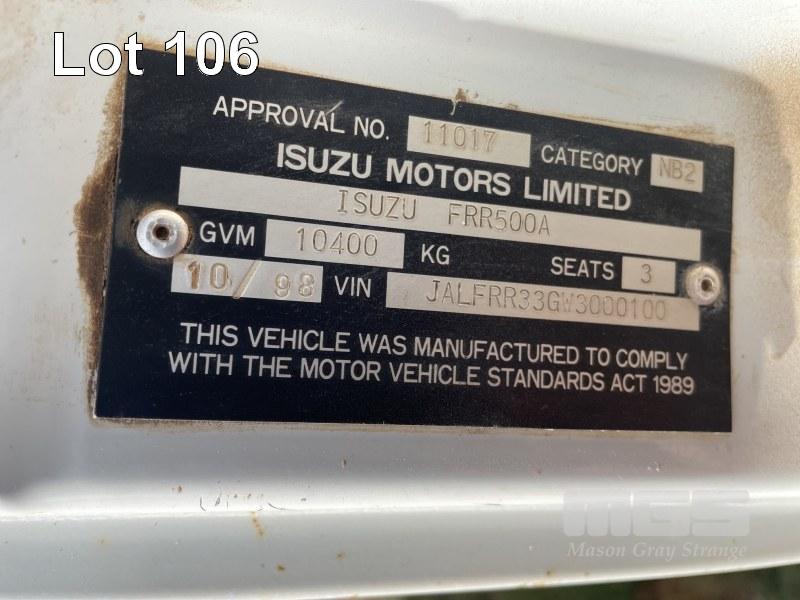 Lot 106
APPROVAL NO. 11017 CATEGORY NB2
ISUZU MOTORS LIMITED
ISUZU FRR500A
GVM 10400 KG SEATS 3
10/98 VIN JALFRR33GW3000100
THIS VEHICLE WAS MANUFACTURED TO COMPLY
WITH THE MOTOR VEHICLE STANDARDS ACT 1989
MGS
Mason Gray Strange